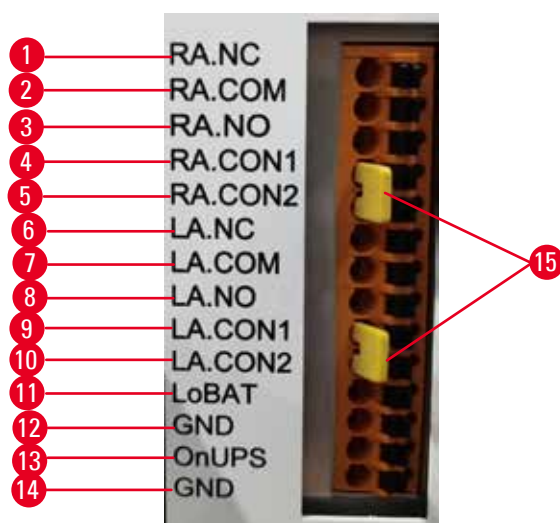 1 RA.NC
2 RA.COM
3 RA.NO
4 RA.CON1
5 RA.CON2
6 LA.NC
7 LA.COM
8 LA.NO
9 LA.CON1
10 LA.CON2
11 LoBAT
12 GND
13 OnUPS
14 GND
15